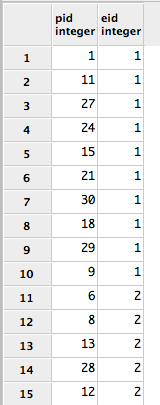 pid eid
integer integer
1 1 1
2 11 1
3 27 1
4 24 1
5 15 1
6 21 1
7 30 1
8 18 1
9 29 1
10 9 1
11 6 2
12 8 2
13 13 2
14 28 2
15 12 2